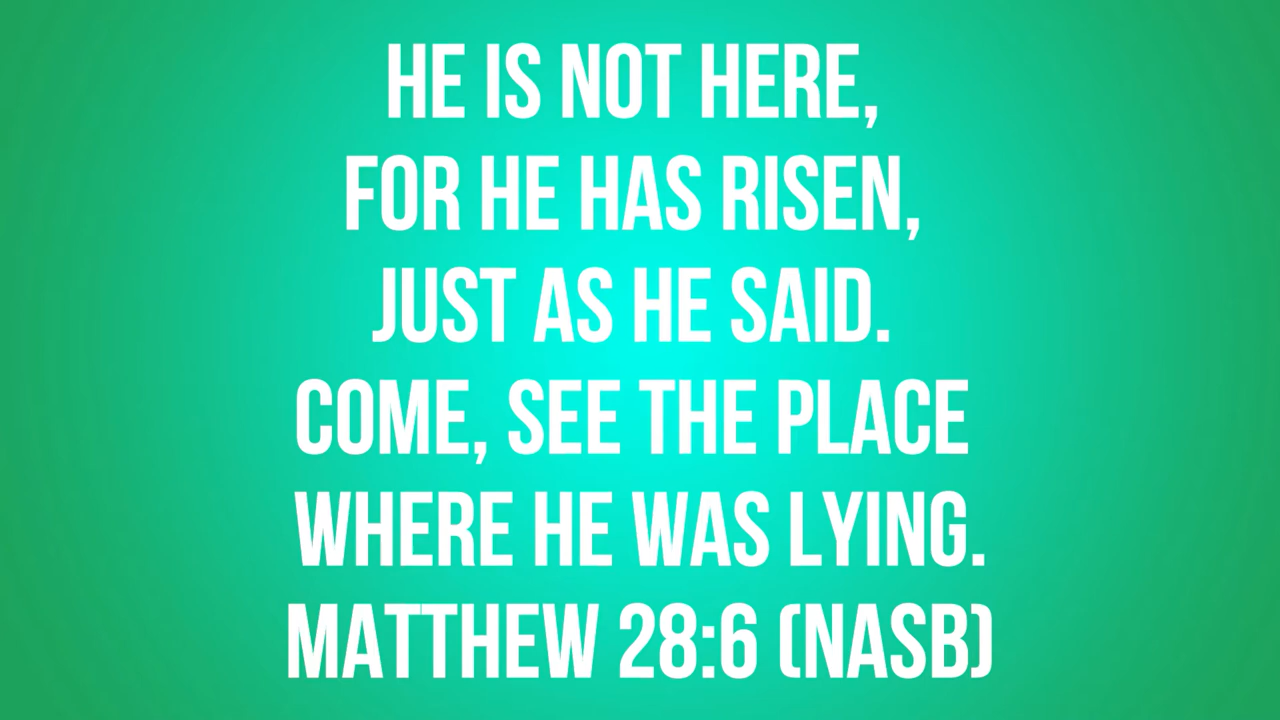 HE IS NOT HERE,
FOR HE HAS RISEN,
JUST AS HE SAID.
COME, SEE THE PLACE
WHERE HE WAS LYING.
MATTHEW 28:6 (NASB)